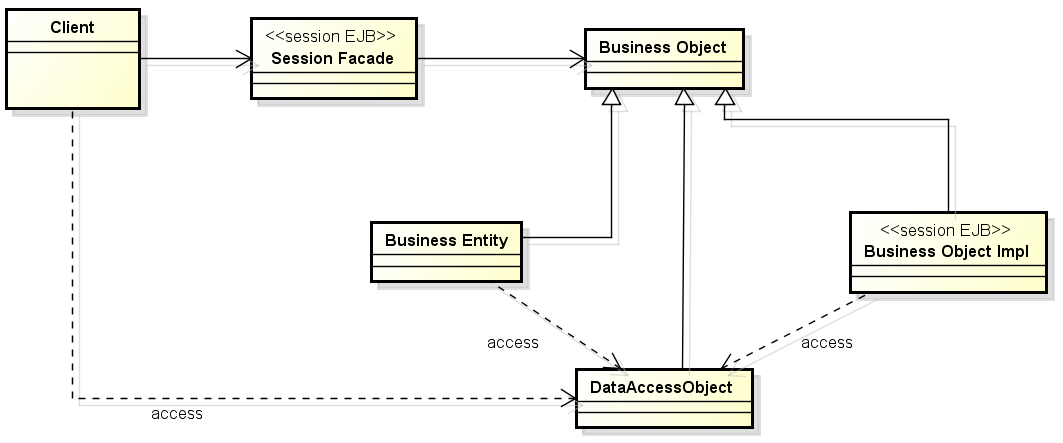 Client
<<session EJB>>
Session Facade
Business Object
Business Entity
<<session EJB>>
Business Object Impl
access
access
DataAccessObject
access